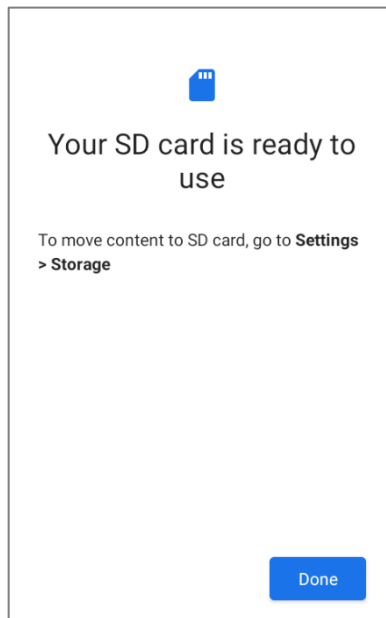 Your SD card is ready to
use
To move content to SD card, go to Settings
> Storage
Done